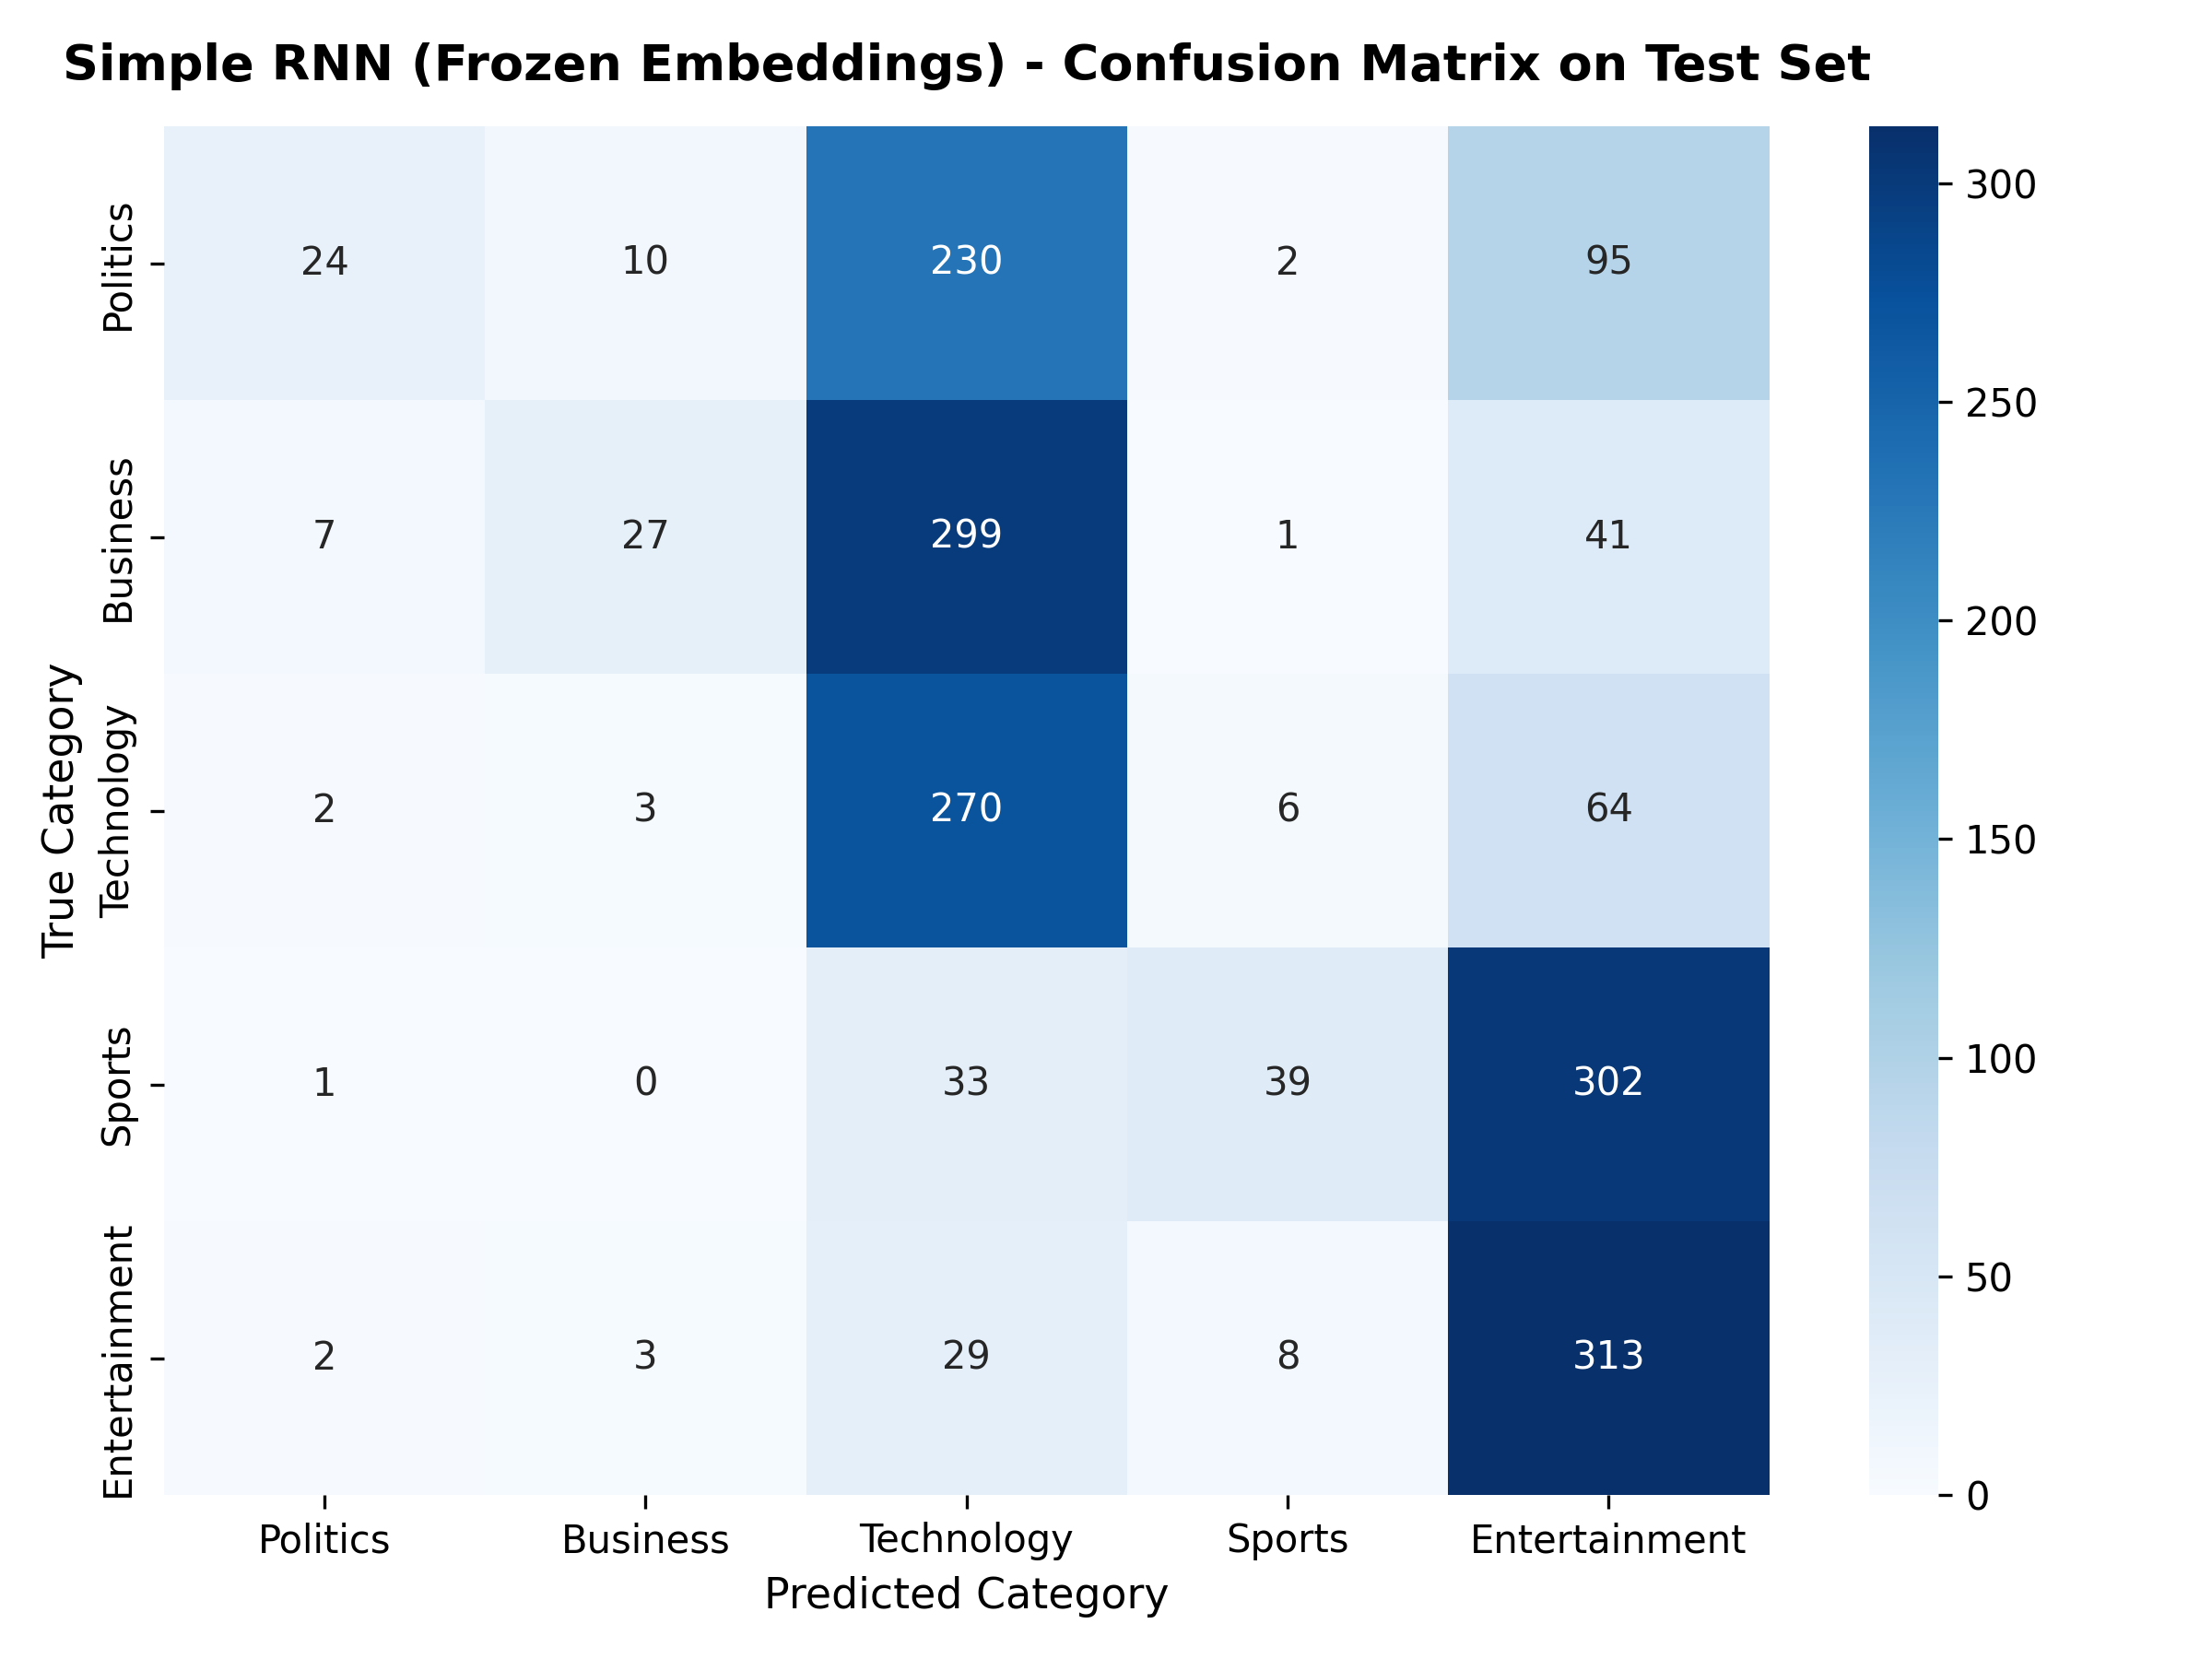 Simple RNN (Frozen Embeddings) - Confusion Matrix on Test Set
True Category
Politics 24 10 230 2 95
Business 7 27 299 1 41
Technology 2 3 270 6 64
Sports 1 0 33 39 302
Entertainment 2 3 29 8 313
Politics Business Technology Sports Entertainment
Predicted Category
300
250
200
150
100
50
0